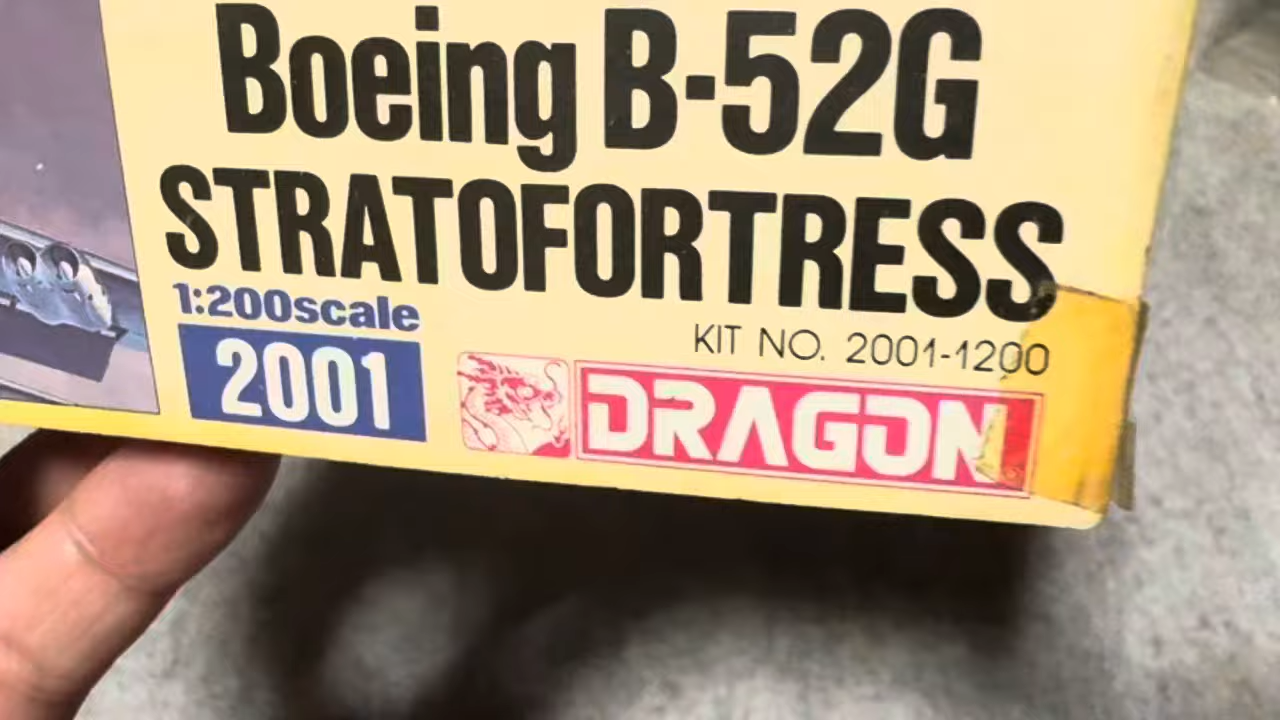 Boeing B-52G
STRATOFORTRESS
1:200scale
KIT NO. 2001-1200
2001
DRAGON